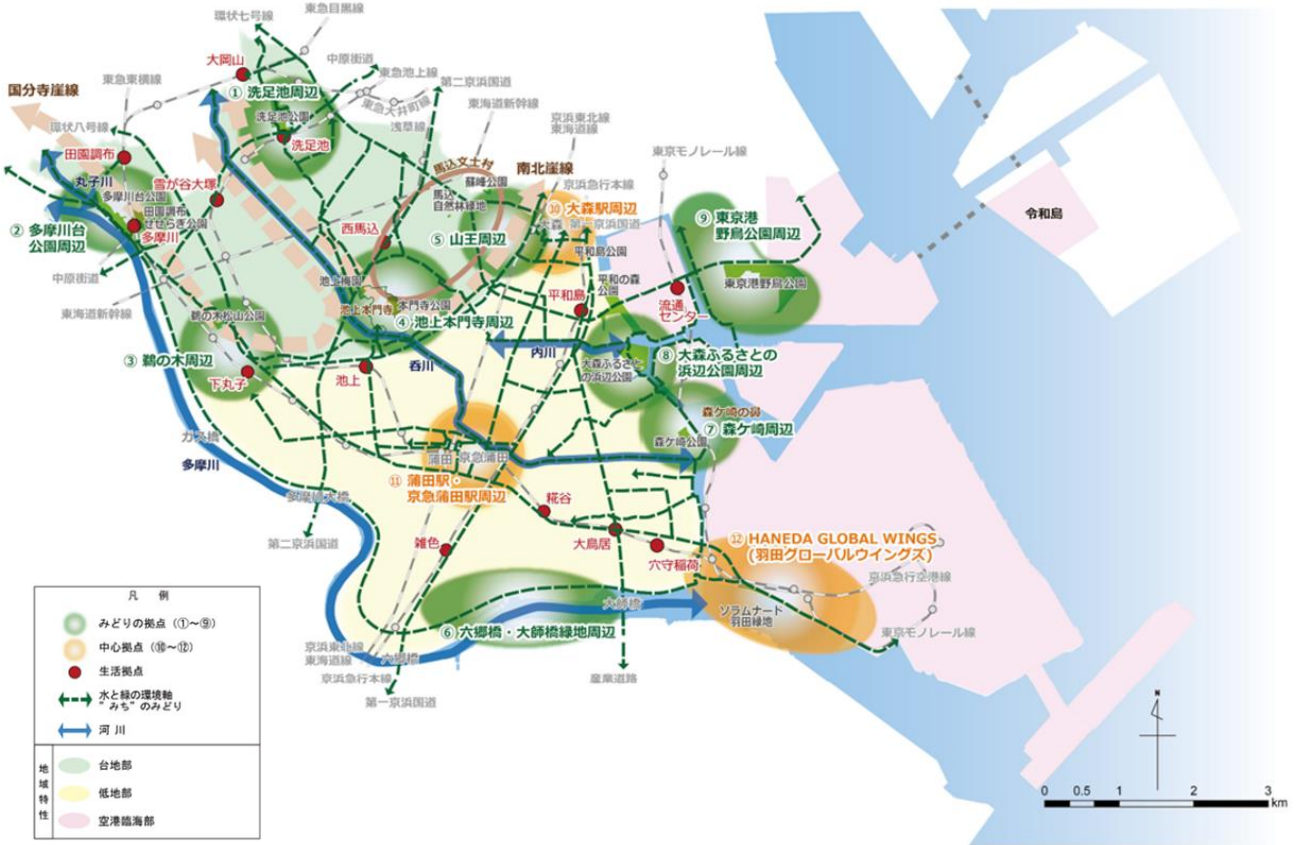 環状七号線
東急目黒線
大岡山
中原街道
東急東横線
東急池上線
国分寺崖線
① 洗足池周辺
第二京浜国道
東急大井町線
東海道新幹線
洗足池公園
浅草線
京浜東北線
東海道線
環状八号線
洗足池
田園調布
東京モノレール線
馬込文士村
南北崖線
丸子川
雪が谷大塚
蘇峰公園
京浜急行本線
多摩川台公園
馬込
自然林緑地
⑩ 大森駅周辺
田園調布
せせらぎ公園
大森
第一京浜国道
⑨ 東京港
野鳥公園周辺
令和島
② 多摩川台
公園周辺
多摩川
西馬込
⑤ 山王周辺
平和島公園
中原街道
池上梅園
平和の森
公園
東京港野鳥公園
東海道新幹線
鵜の木松山公園
池上本門寺
本門寺公園
平和島
流通
センター
④ 池上本門寺周辺
③ 鵜の木周辺
呑川
内川
⑧ 大森ふるさとの
浜辺公園周辺
大森ふるさと
の浜辺公園
下丸子
池上
森ケ崎の鼻
⑦ 森ケ崎周辺
森ケ崎公園
ガス橋
多摩川
蒲田
京急蒲田
⑪ 蒲田駅・
京急蒲田駅周辺
多摩川大橋
糀谷
第二京浜国道
雑色
大鳥居
穴守稲荷
⑫ HANEDA GLOBAL WINGS
(羽田グローバルウイングズ)
京浜急行空港線
大師橋
ソラムナード
羽田緑地
⑥ 六郷橋・大師橋緑地周辺
東京モノレール線
京浜東北線
東海道線
六郷橋
京浜急行本線
産業道路
第一京浜国道
凡 例
みどりの拠点 (①～⑨)
中心拠点 (⑩～⑫)
生活拠点
水と緑の環境軸
"みち"のみどり
河川
地域特性
台地部
低地部
空港臨海部
N
0 0.5 1 2 3
km